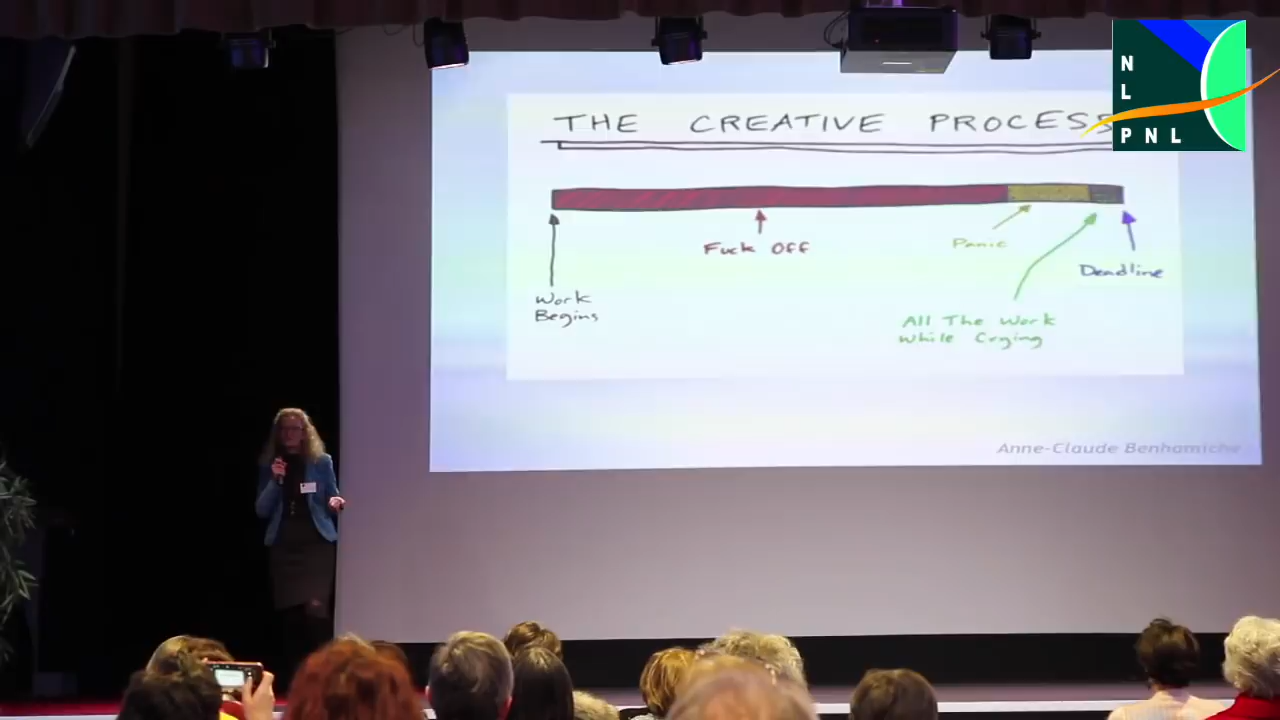 THE CREATIVE PROCESS
Fuck Off
Panic
Deadline
Work
Begins
All The Work
While Crying
Anne-Claude Benhamiche
N
L
PNL